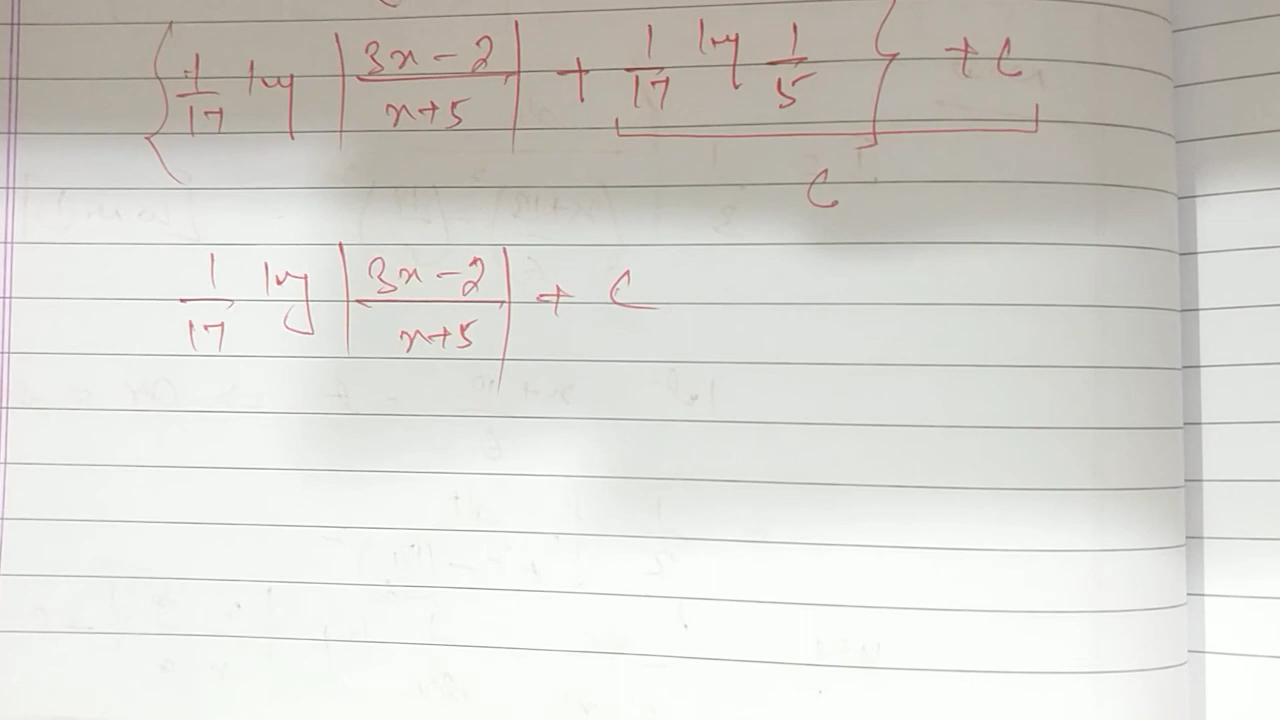 { 1/17 log |3x-2 / x+5| + 1/17 log 1/5 } + C
C
1/17 log |3x-2 / x+5| + C